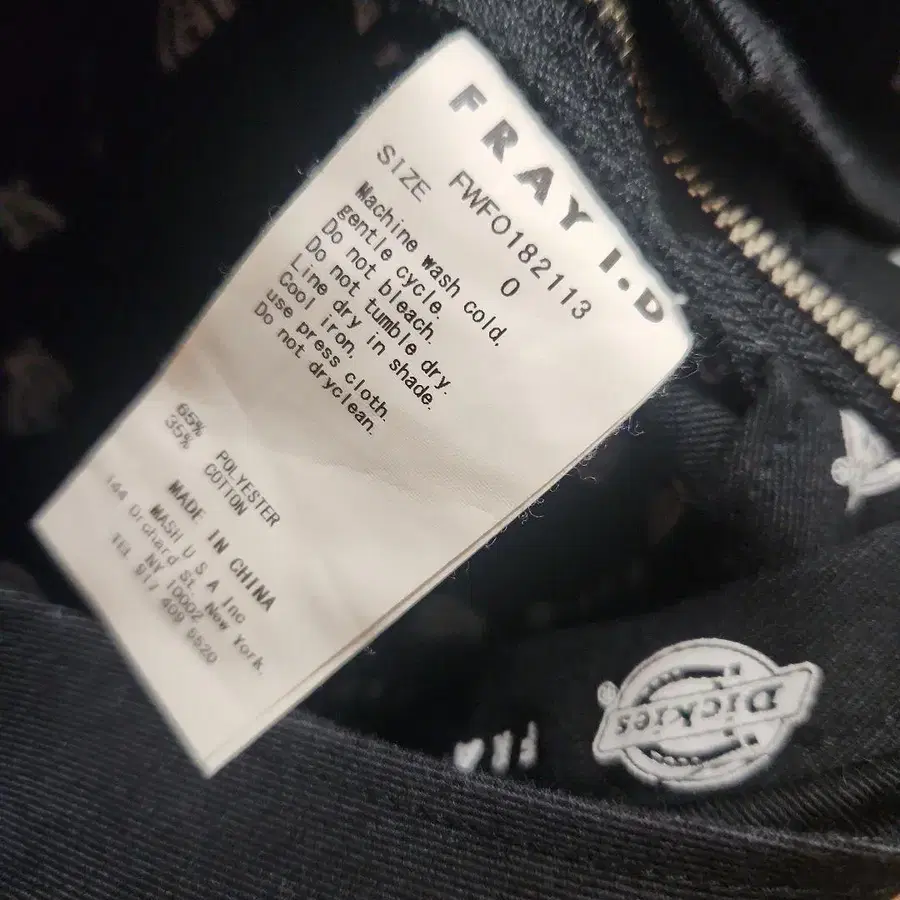 FRAY I.D
FWFO182113
SIZE 0
Machine wash cold,
gentle cycle.
Do not bleach.
Do not tumble dry.
Line dry in shade.
Cool iron,
use press cloth.
Do not dryclean.
65% POLYESTER
35% COTTON
MADE IN CHINA
MASH U S A Inc
144 Orchard St. New York.
NY 10002
TEL 917 409 5520
Dickies®
FRA